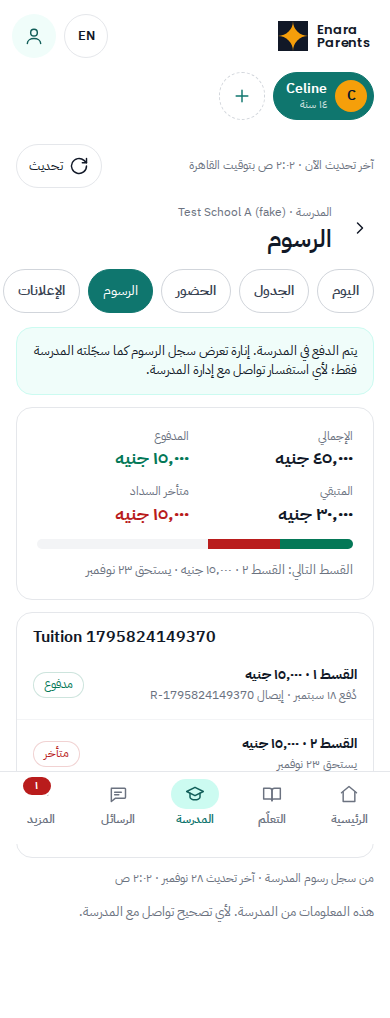 Enara
Parents
EN
C
Celine
١٤ سنة
آخر تحديث الآن · ٢:٠٢ ص بتوقيت القاهرة
تحديث
المدرسة · Test School A (fake)
الرسوم
اليوم
الجدول
الحضور
الرسوم
الإعلانات
يتم الدفع في المدرسة. إنارة تعرض سجل الرسوم كما سجّلته المدرسة
فقط؛ لأي استفسار تواصل مع إدارة المدرسة.
الإجمالي
٤٥٬٠٠٠ جنيه
المدفوع
١٥٬٠٠٠ جنيه
المتبقي
٣٠٬٠٠٠ جنيه
متأخر السداد
١٥٬٠٠٠ جنيه
القسط التالي: القسط ٢ · ١٥٬٠٠٠ جنيه · يستحق ٢٣ نوفمبر
Tuition 1795824149370
القسط ١ · ١٥٬٠٠٠ جنيه
دُفع ١٨ سبتمبر · إيصال R-1795824149370
مدفوع
القسط ٢ · ١٥٬٠٠٠ جنيه
يستحق ٢٣ نوفمبر
متأخر
الرئيسية
التعلّم
المدرسة
الرسائل
١
المزيد
من سجل رسوم المدرسة · آخر تحديث ٢٨ نوفمبر · ٢:٠٢ ص
هذه المعلومات من المدرسة. لأي تصحيح تواصل مع المدرسة.